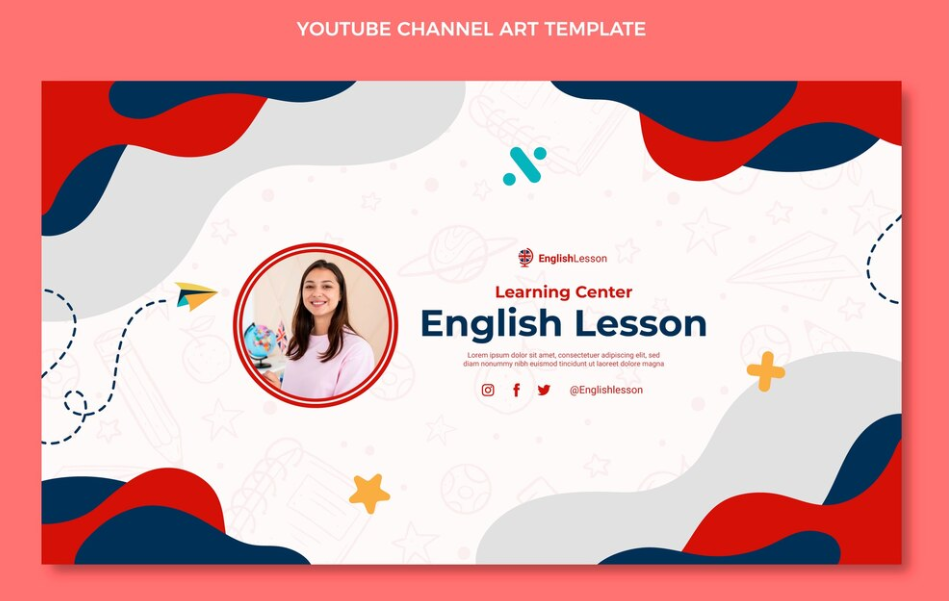 YOUTUBE CHANNEL ART TEMPLATE
EnglishLesson
Learning Center
English Lesson
Lorem ipsum dolor sit amet, consectetuer adipiscing elit, sed
diam nonummy nibh euismod tincidunt ut laoreet dolore magna
@Englishlesson